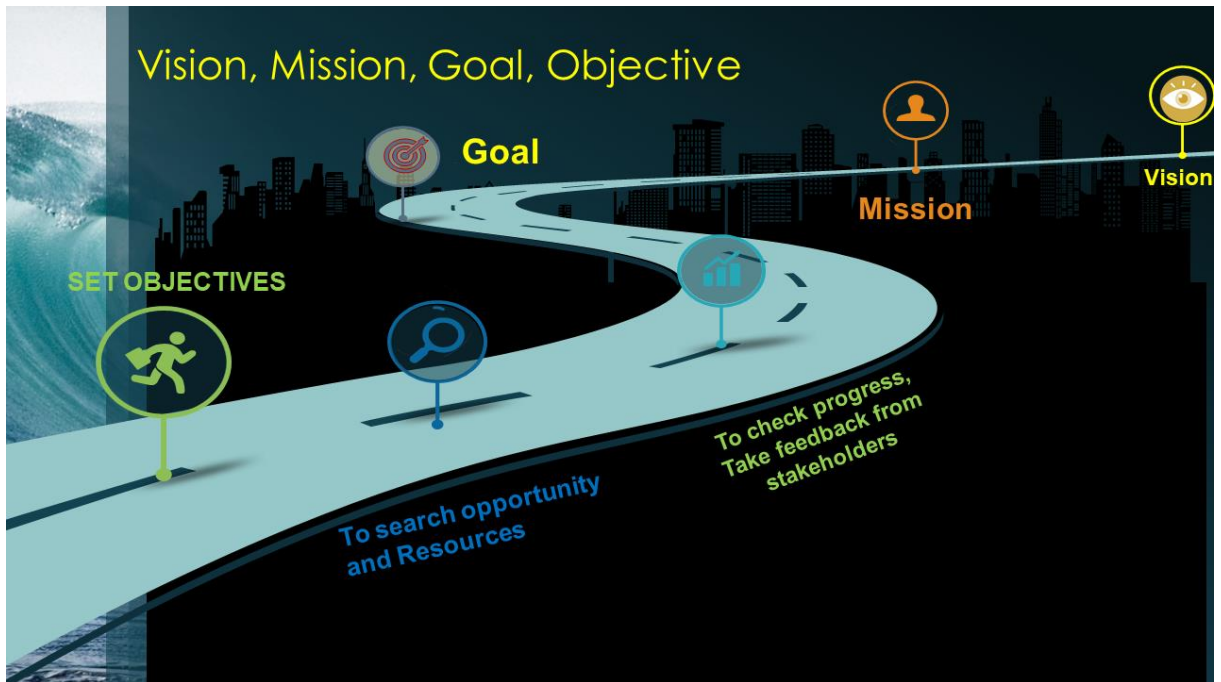 Vision, Mission, Goal, Objective
Goal
Vision
Mission
SET OBJECTIVES
To check progress,
Take feedback from
stakeholders
To search opportunity
and Resources